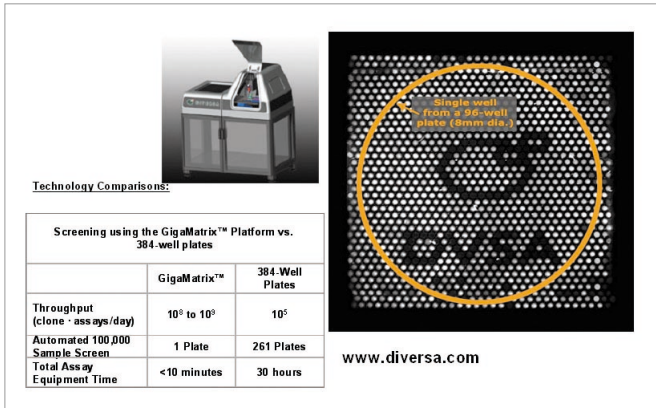 Single well
from a 96-well
plate (8mm dia.)
DVSA
Technology Comparisons:
Screening using the GigaMatrix™ Platform vs.
384-well plates
GigaMatrix™
384-Well
Plates
Throughput
(clone · assays/day)
10⁸ to 10⁹
10⁵
Automated 100,000
Sample Screen
1 Plate
261 Plates
Total Assay
Equipment Time
<10 minutes
30 hours
www.diversa.com